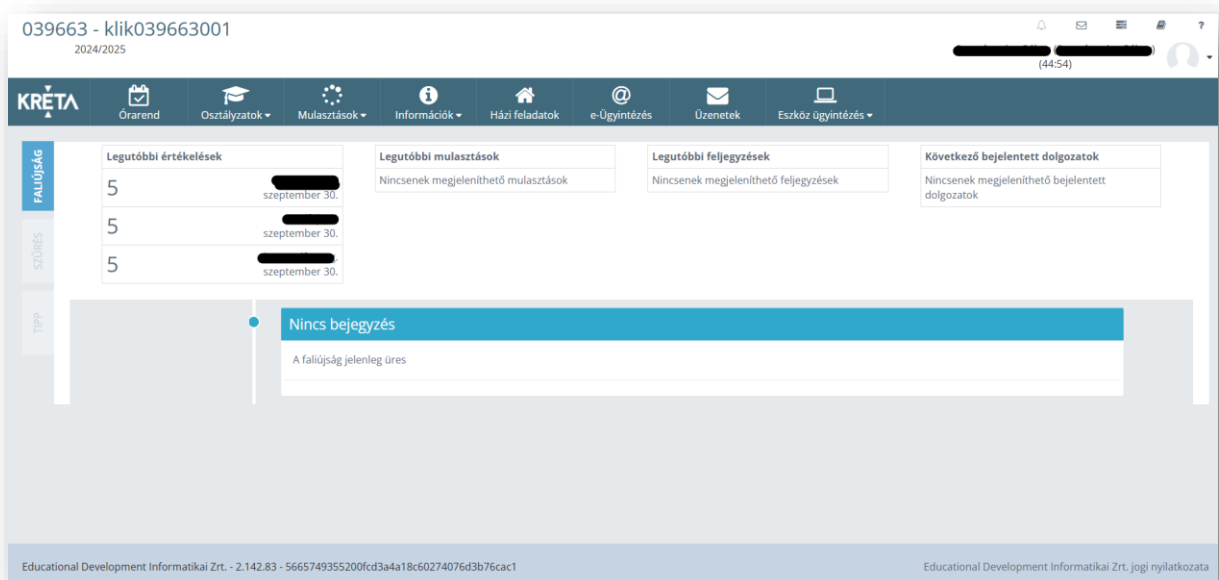 039663 - klik039663001
2024/2025
?
(
)
(44:54)
KRÉTA
Órarend
Osztályzatok
Mulasztások
Információk
Házi feladatok
e-Ügyintézés
Üzenetek
Eszköz ügyintézés
FALIÚJSÁG
SZŰRÉS
TIPP
Legutóbbi értékelések
5
szeptember 30.
5
szeptember 30.
5
szeptember 30.
Legutóbbi mulasztások
Nincsenek megjeleníthető mulasztások
Legutóbbi feljegyzések
Nincsenek megjeleníthető feljegyzések
Következő bejelentett dolgozatok
Nincsenek megjeleníthető bejelentett
dolgozatok
Nincs bejegyzés
A faliújság jelenleg üres
Educational Development Informatikai Zrt. - 2.142.83 - 5665749355200fcd3a4a18c60274076d3b76cac1
Educational Development Informatikai Zrt. jogi nyilatkozata